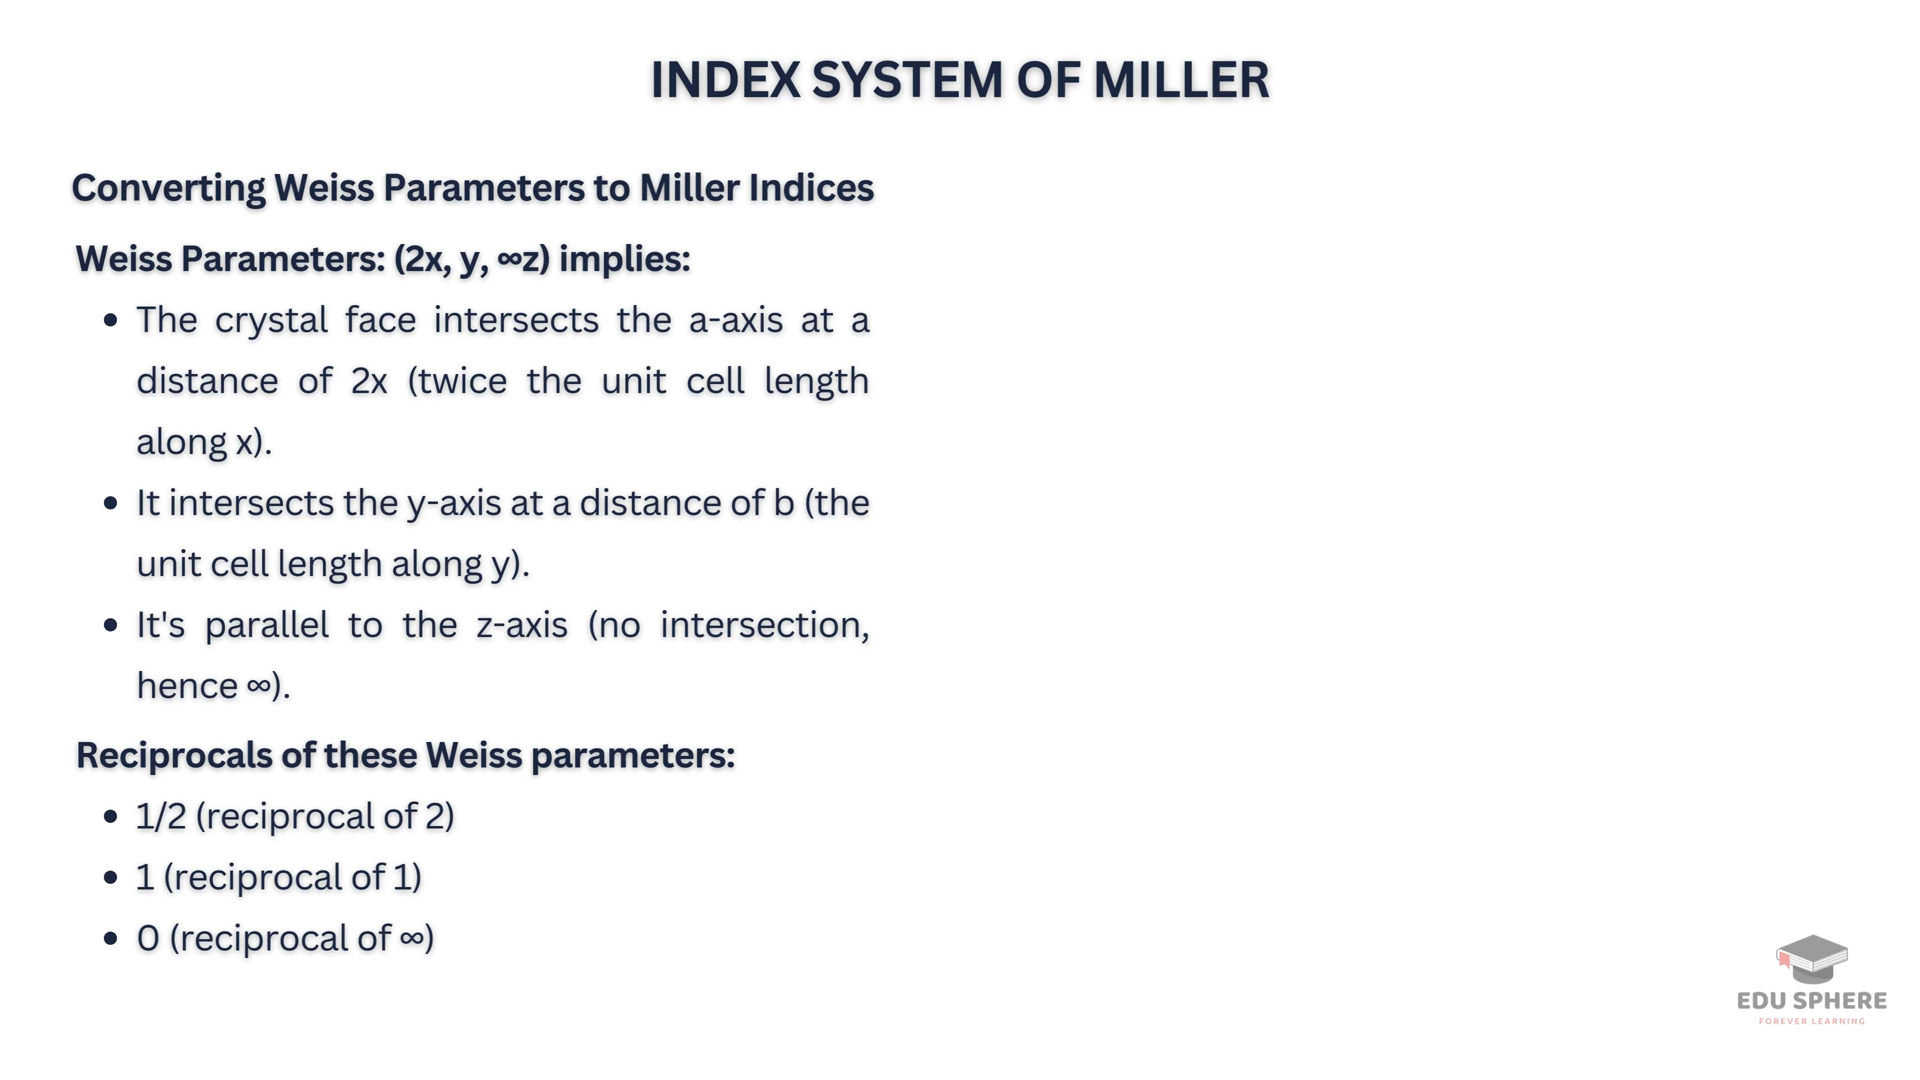 INDEX SYSTEM OF MILLER
Converting Weiss Parameters to Miller Indices
Weiss Parameters: (2x, y, ∞z) implies:
• The crystal face intersects the a-axis at a
distance of 2x (twice the unit cell length
along x).
• It intersects the y-axis at a distance of b (the
unit cell length along y).
• It's parallel to the z-axis (no intersection,
hence ∞).
Reciprocals of these Weiss parameters:
• 1/2 (reciprocal of 2)
• 1 (reciprocal of 1)
• 0 (reciprocal of ∞)
EDU SPHERE
FOREVER LEARNING